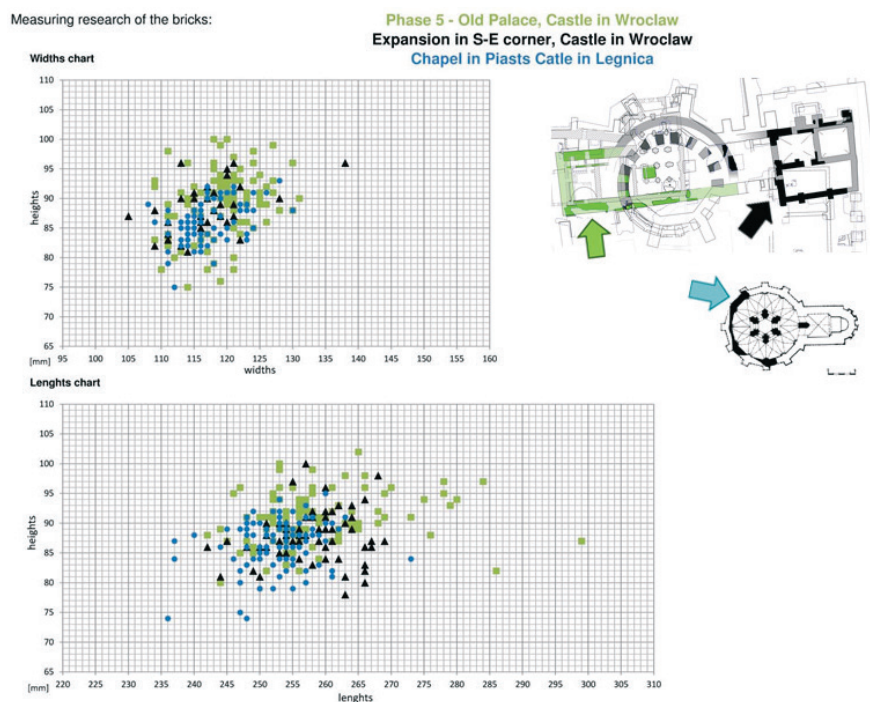 Measuring research of the bricks:
Phase 5 - Old Palace, Castle in Wroclaw
Expansion in S-E corner, Castle in Wroclaw
Chapel in Piasts Catle in Legnica
Widths chart
110
105
100
95
90
85
80
75
70
65
heights
[mm]
95 100 105 110 115 120 125 130 135 140 145 150 155 160
widths
Lenghts chart
110
105
100
95
90
85
80
75
70
65
heights
[mm]
220 225 230 235 240 245 250 255 260 265 270 275 280 285 290 295 300 305 310
lenghts